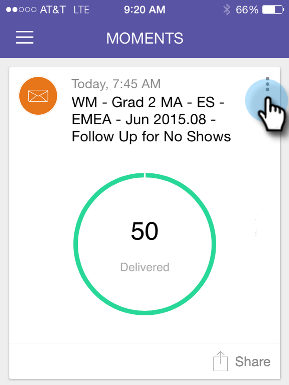 AT&T LTE 9:20 AM 66%
MOMENTS
Today, 7:45 AM
WM - Grad 2 MA - ES -
EMEA - Jun 2015.08 -
Follow Up for No Shows
50
Delivered
Share